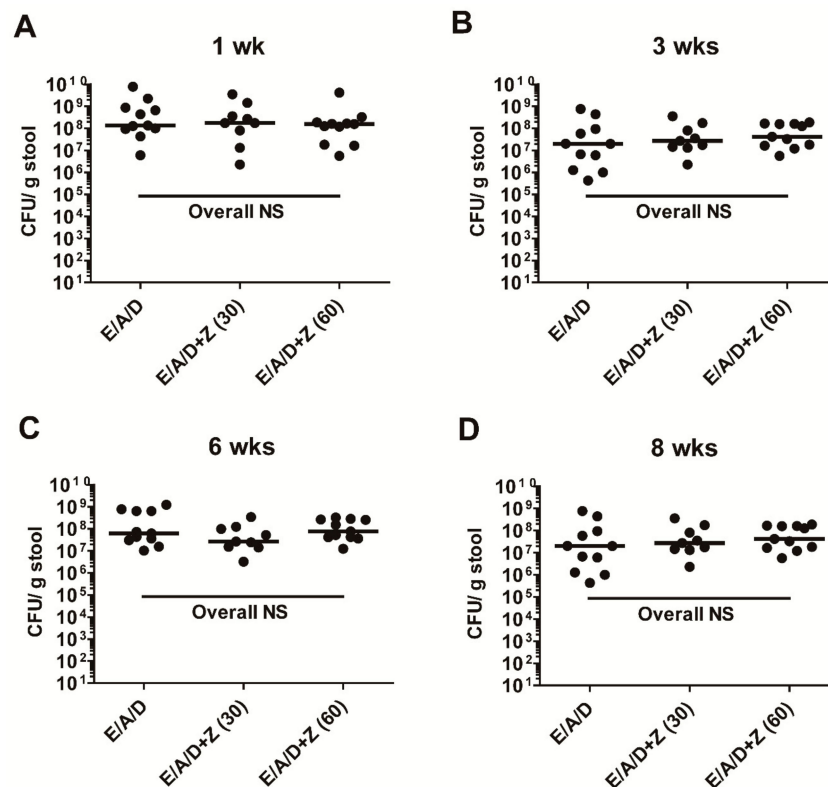 A
1 wk
CFU/ g stool
10^10
10^9
10^8
10^7
10^6
10^5
10^4
10^3
10^2
10^1
Overall NS
E/A/D
E/A/D+Z (30)
E/A/D+Z (60)
B
3 wks
CFU/ g stool
10^10
10^9
10^8
10^7
10^6
10^5
10^4
10^3
10^2
10^1
Overall NS
E/A/D
E/A/D+Z (30)
E/A/D+Z (60)
C
6 wks
CFU/ g stool
10^10
10^9
10^8
10^7
10^6
10^5
10^4
10^3
10^2
10^1
Overall NS
E/A/D
E/A/D+Z (30)
E/A/D+Z (60)
D
8 wks
CFU/ g stool
10^10
10^9
10^8
10^7
10^6
10^5
10^4
10^3
10^2
10^1
Overall NS
E/A/D
E/A/D+Z (30)
E/A/D+Z (60)